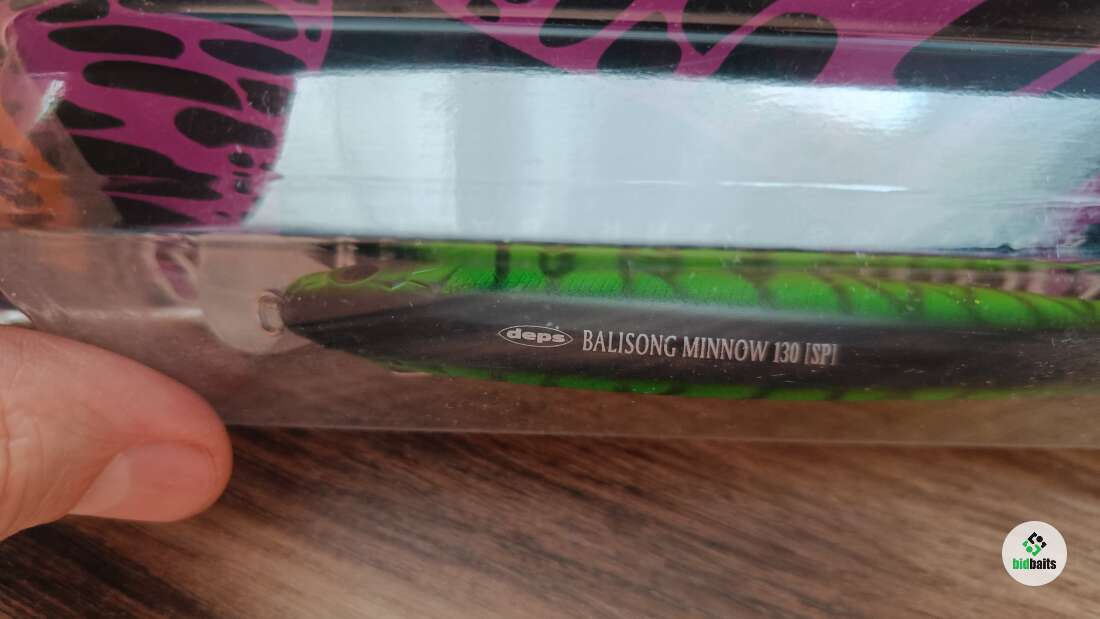 deps BALISONG MINNOW 130 [SP]
bidbaits